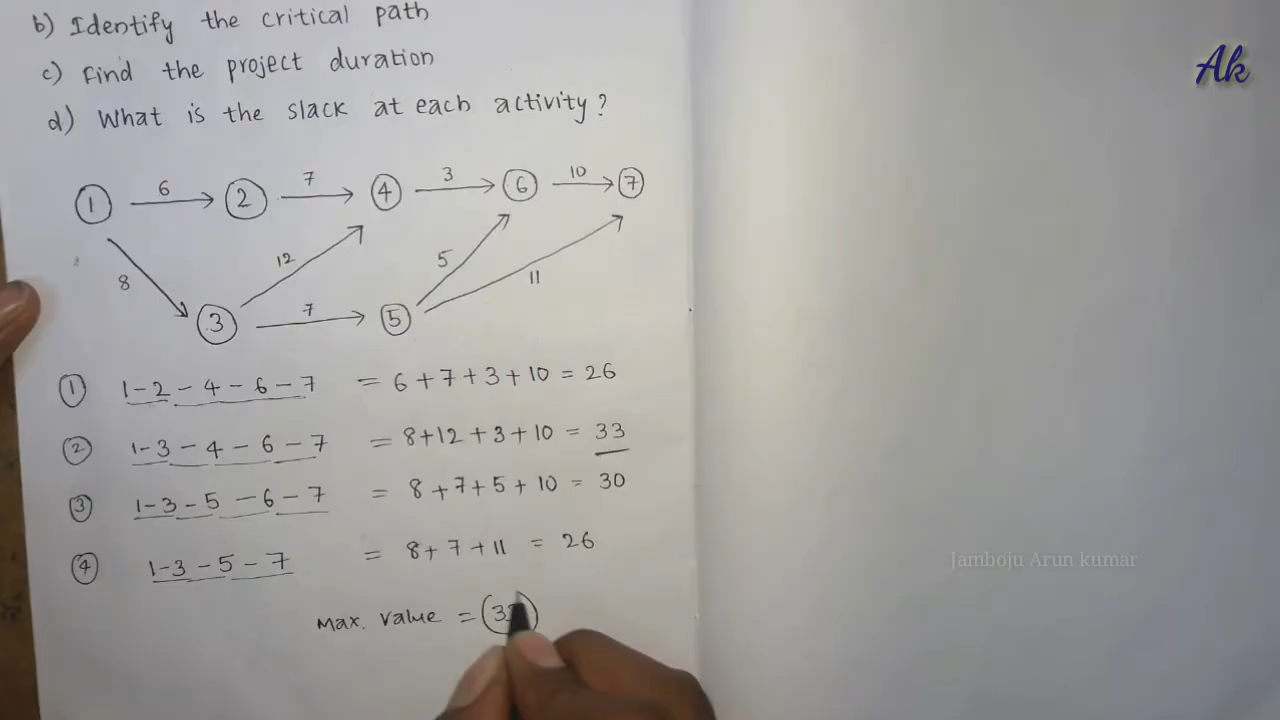 b) Identify the critical path
Ak
c) Find the project duration
d) What is the slack at each activity?
1 6 2 7 4 3 6 10 7
8 12 5 11
3 7 5
① 1-2-4-6-7 = 6+7+3+10 = 26
② 1-3-4-6-7 = 8+12+3+10 = 33
③ 1-3-5-6-7 = 8+7+5+10 = 30
④ 1-3-5-7 = 8+7+11 = 26
Jamboju Arun kumar
Max. value =